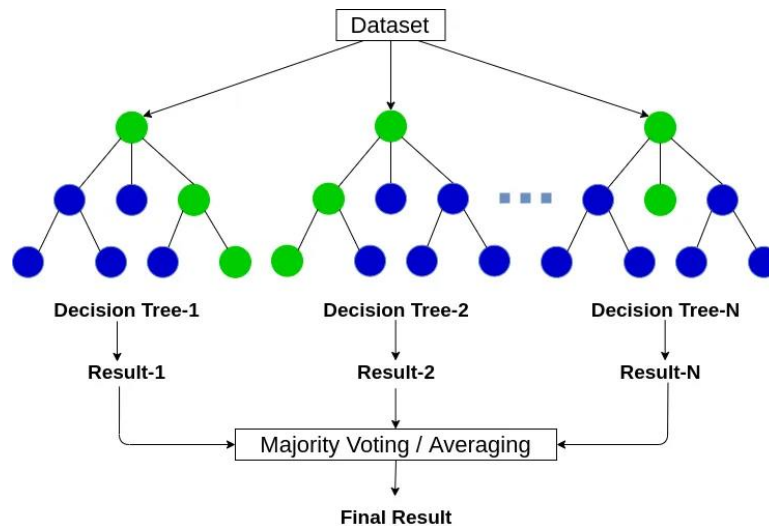 Dataset
Decision Tree-1
Decision Tree-2
Decision Tree-N
Result-1
Result-2
Result-N
Majority Voting / Averaging
Final Result